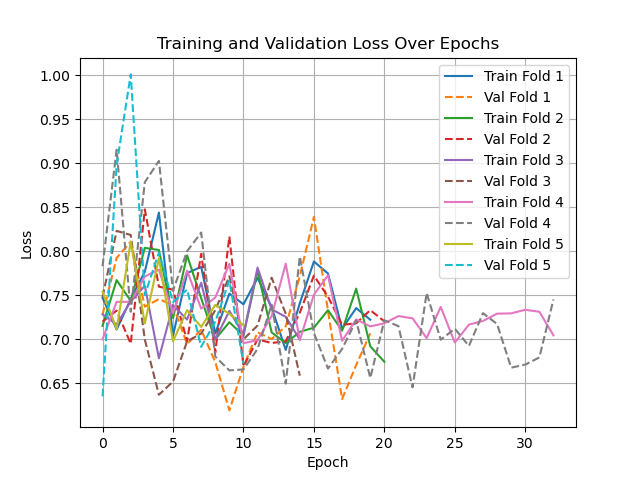 Training and Validation Loss Over Epochs
1.00
0.95
0.90
0.85
0.80
0.75
0.70
0.65
Loss
Train Fold 1
Val Fold 1
Train Fold 2
Val Fold 2
Train Fold 3
Val Fold 3
Train Fold 4
Val Fold 4
Train Fold 5
Val Fold 5
0 5 10 15 20 25 30
Epoch